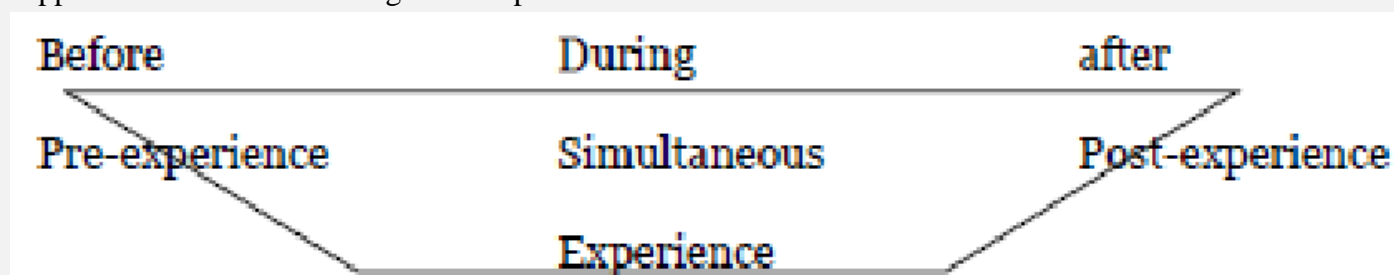 Before During after
Pre-experience Simultaneous Post-experience
Experience